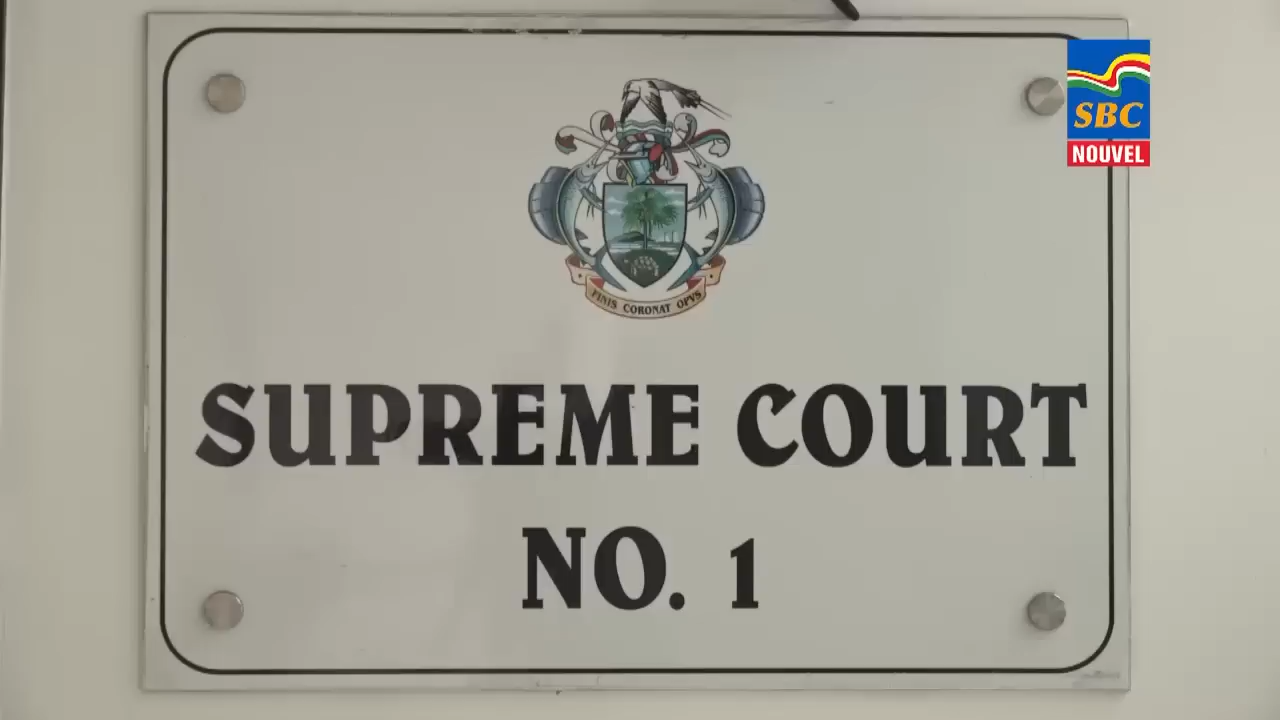 SBC
NOUVEL
FINIS CORONAT OPVS
SUPREME COURT
NO. 1